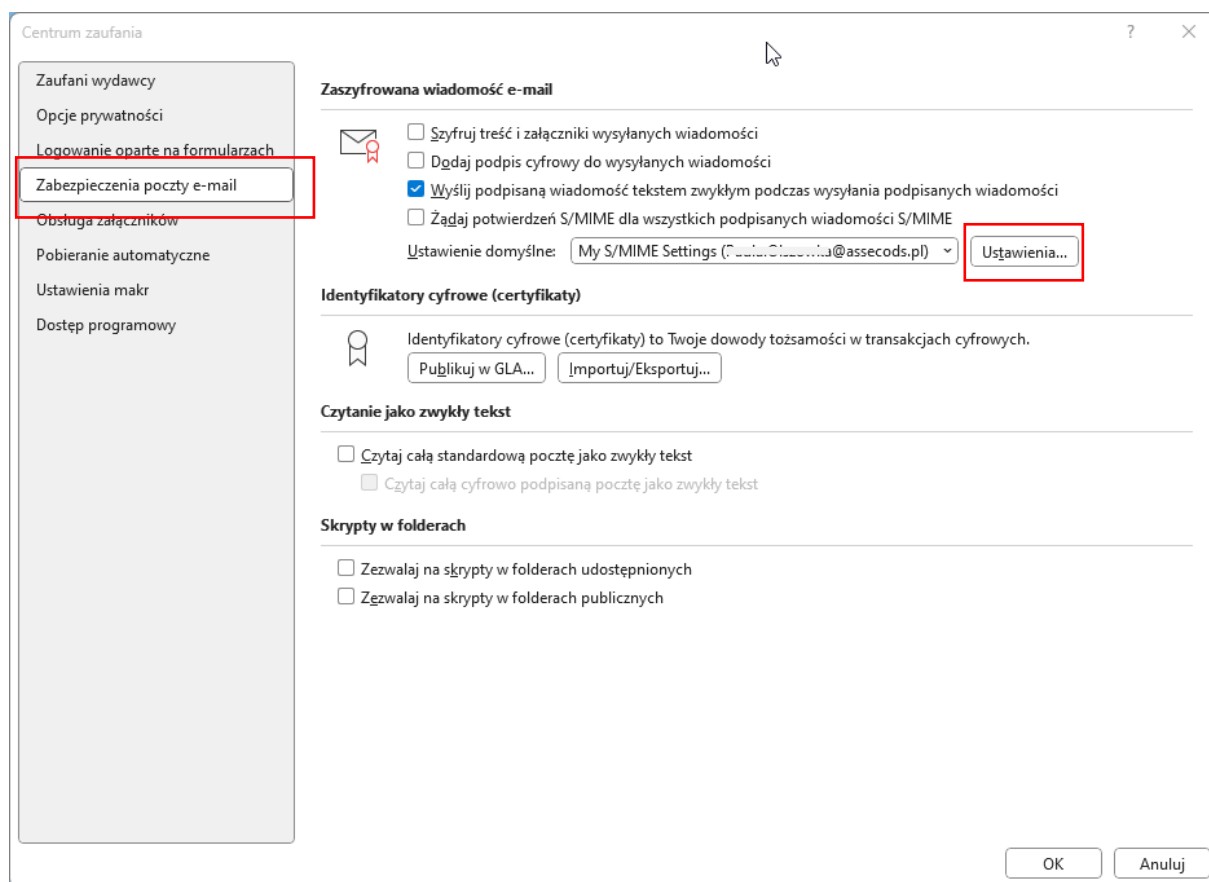 Centrum zaufania
?
Zaufani wydawcy
Opcje prywatności
Logowanie oparte na formularzach
Zabezpieczenia poczty e-mail
Obsługa załączników
Pobieranie automatyczne
Ustawienia makr
Dostęp programowy
Zaszyfrowana wiadomość e-mail
Szyfruj treść i załączniki wysyłanych wiadomości
Dodaj podpis cyfrowy do wysyłanych wiadomości
Wyślij podpisaną wiadomość tekstem zwykłym podczas wysyłania podpisanych wiadomości
Żądaj potwierdzeń S/MIME dla wszystkich podpisanych wiadomości S/MIME
Ustawienie domyślne: My S/MIME Settings ( @assecods.pl) Ustawienia...
Identyfikatory cyfrowe (certyfikaty)
Identyfikatory cyfrowe (certyfikaty) to Twoje dowody tożsamości w transakcjach cyfrowych.
Publikuj w GLA... Importuj/Eksportuj...
Czytanie jako zwykły tekst
Czytaj całą standardową pocztę jako zwykły tekst
Czytaj całą cyfrowo podpisaną pocztę jako zwykły tekst
Skrypty w folderach
Zezwalaj na skrypty w folderach udostępnionych
Zezwalaj na skrypty w folderach publicznych
OK Anuluj